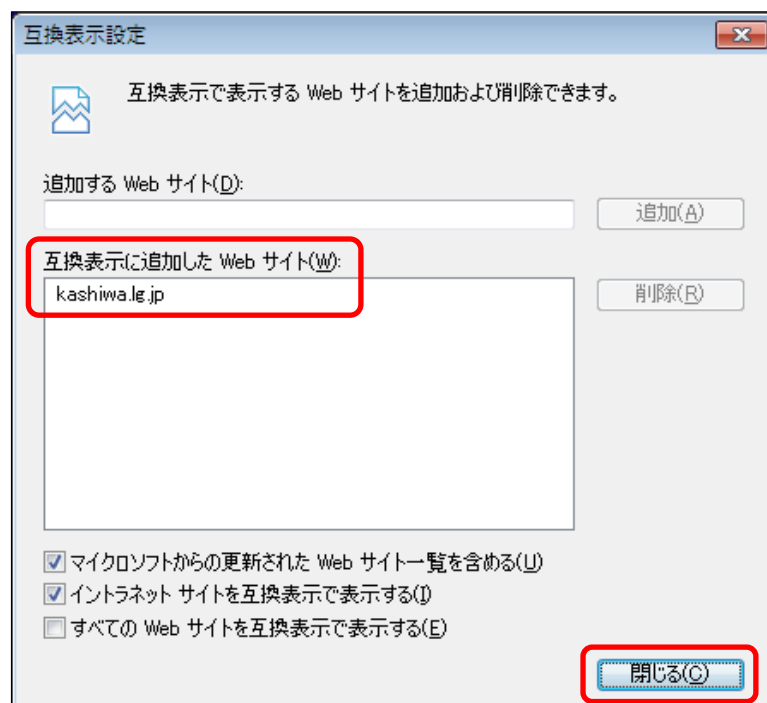 互換表示設定
互換表示で表示する Web サイトを追加および削除できます。
追加する Web サイト(D):
追加(A)
互換表示に追加した Web サイト(W):
kashiwa.lg.jp
削除(R)
マイクロソフトからの更新された Web サイト一覧を含める(U)
イントラネット サイトを互換表示で表示する(I)
すべての Web サイトを互換表示で表示する(E)
閉じる(C)